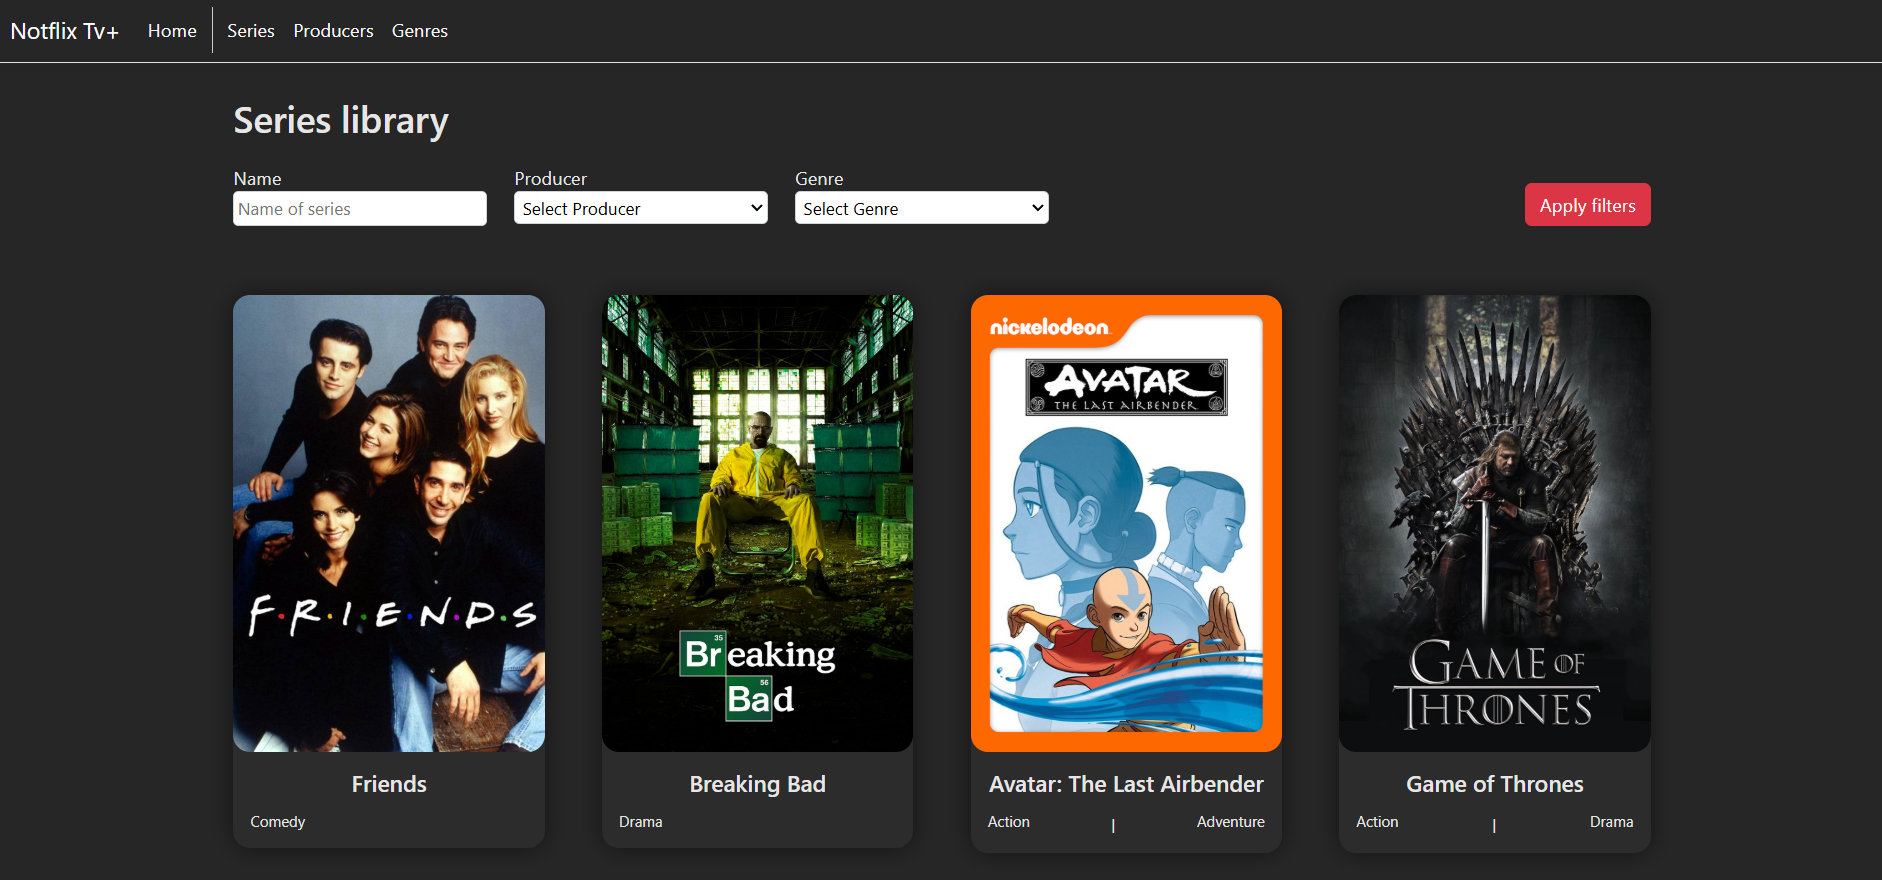 Notflix Tv+ Home Series Producers Genres
Series library
Name Producer Genre
Name of series Select Producer Select Genre Apply filters
F·R·I·E·N·D·S
35
Breaking
56
Bad
nickelodeon
AVATAR
THE LAST AIRBENDER
GAME OF
THRONES
Friends Breaking Bad Avatar: The Last Airbender Game of Thrones
Comedy Drama Action | Adventure Action | Drama